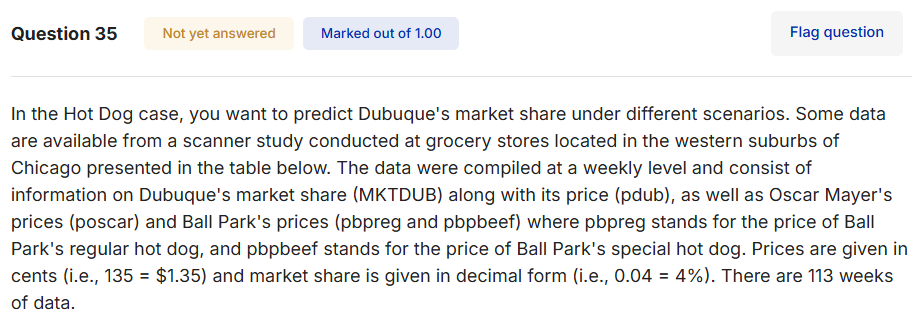 Question 35 Not yet answered Marked out of 1.00 Flag question
In the Hot Dog case, you want to predict Dubuque's market share under different scenarios. Some data
are available from a scanner study conducted at grocery stores located in the western suburbs of
Chicago presented in the table below. The data were compiled at a weekly level and consist of
information on Dubuque's market share (MKTDUB) along with its price (pdub), as well as Oscar Mayer's
prices (poscar) and Ball Park's prices (pbpreg and pbpbeef) where pbpreg stands for the price of Ball
Park's regular hot dog, and pbpbeef stands for the price of Ball Park's special hot dog. Prices are given in
cents (i.e., 135 = $1.35) and market share is given in decimal form (i.e., 0.04 = 4%). There are 113 weeks
of data.